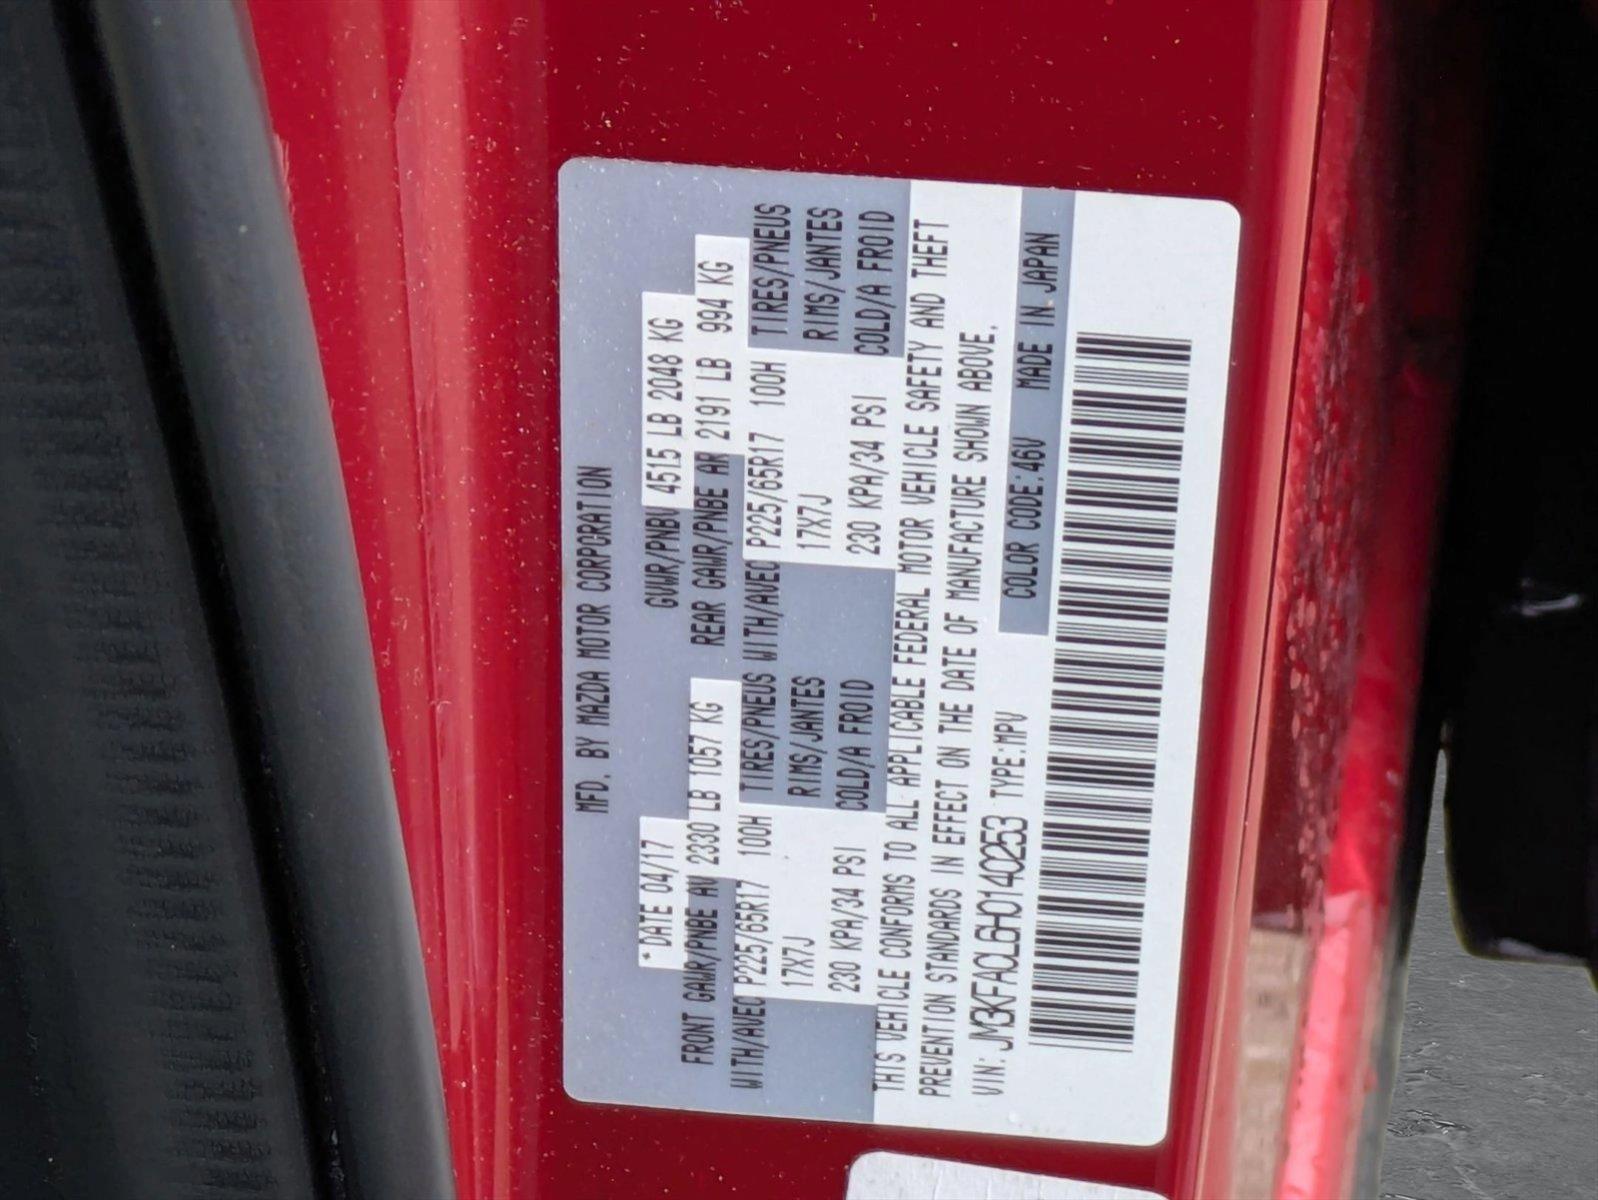 MFD. BY MAZDA MOTOR CORPORATION
*DATE 04/17 GVWR/PNBV 4515 LB 2048 KG
FRONT GAWR/PNBE AV 2330 LB 1057 KG REAR GAWR/PNBE AR 2191 LB 994 KG
WITH/AVEC P225/65R17 100H TIRES/PNEUS WITH/AVEC P225/65R17 100H TIRES/PNEUS
17X7J RIMS/JANTES 17X7J RIMS/JANTES
230 KPA/34 PSI COLD/A FROID 230 KPA/34 PSI COLD/A FROID
THIS VEHICLE CONFORMS TO ALL APPLICABLE FEDERAL MOTOR VEHICLE SAFETY AND THEFT
PREVENTION STANDARDS IN EFFECT ON THE DATE OF MANUFACTURE SHOWN ABOVE.
VIN: JM3KFACL6H0140253 TYPE:MPV COLOR CODE:46V MADE IN JAPAN